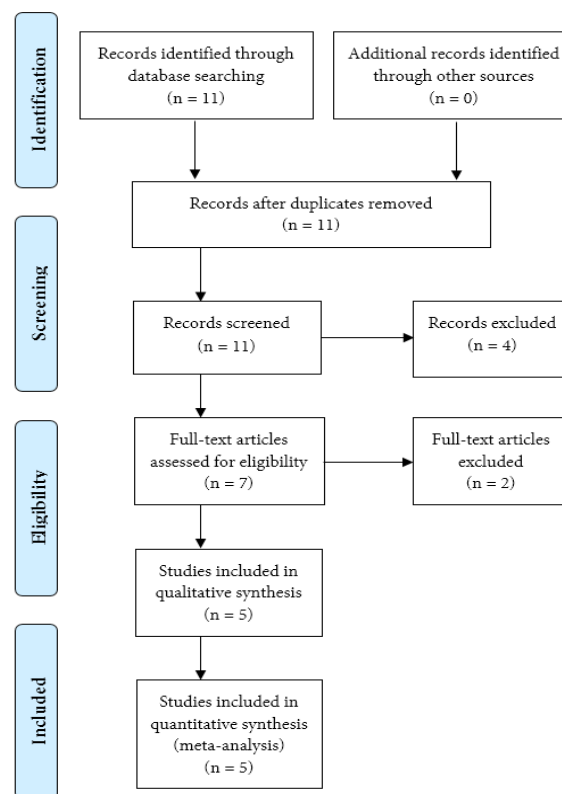 Identification
Records identified through
database searching
(n = 11)
Additional records identified
through other sources
(n = 0)
Records after duplicates removed
(n = 11)
Screening
Records screened
(n = 11)
Records excluded
(n = 4)
Eligibility
Full-text articles
assessed for eligibility
(n = 7)
Full-text articles
excluded
(n = 2)
Studies included in
qualitative synthesis
(n = 5)
Included
Studies included in
quantitative synthesis
(meta-analysis)
(n = 5)